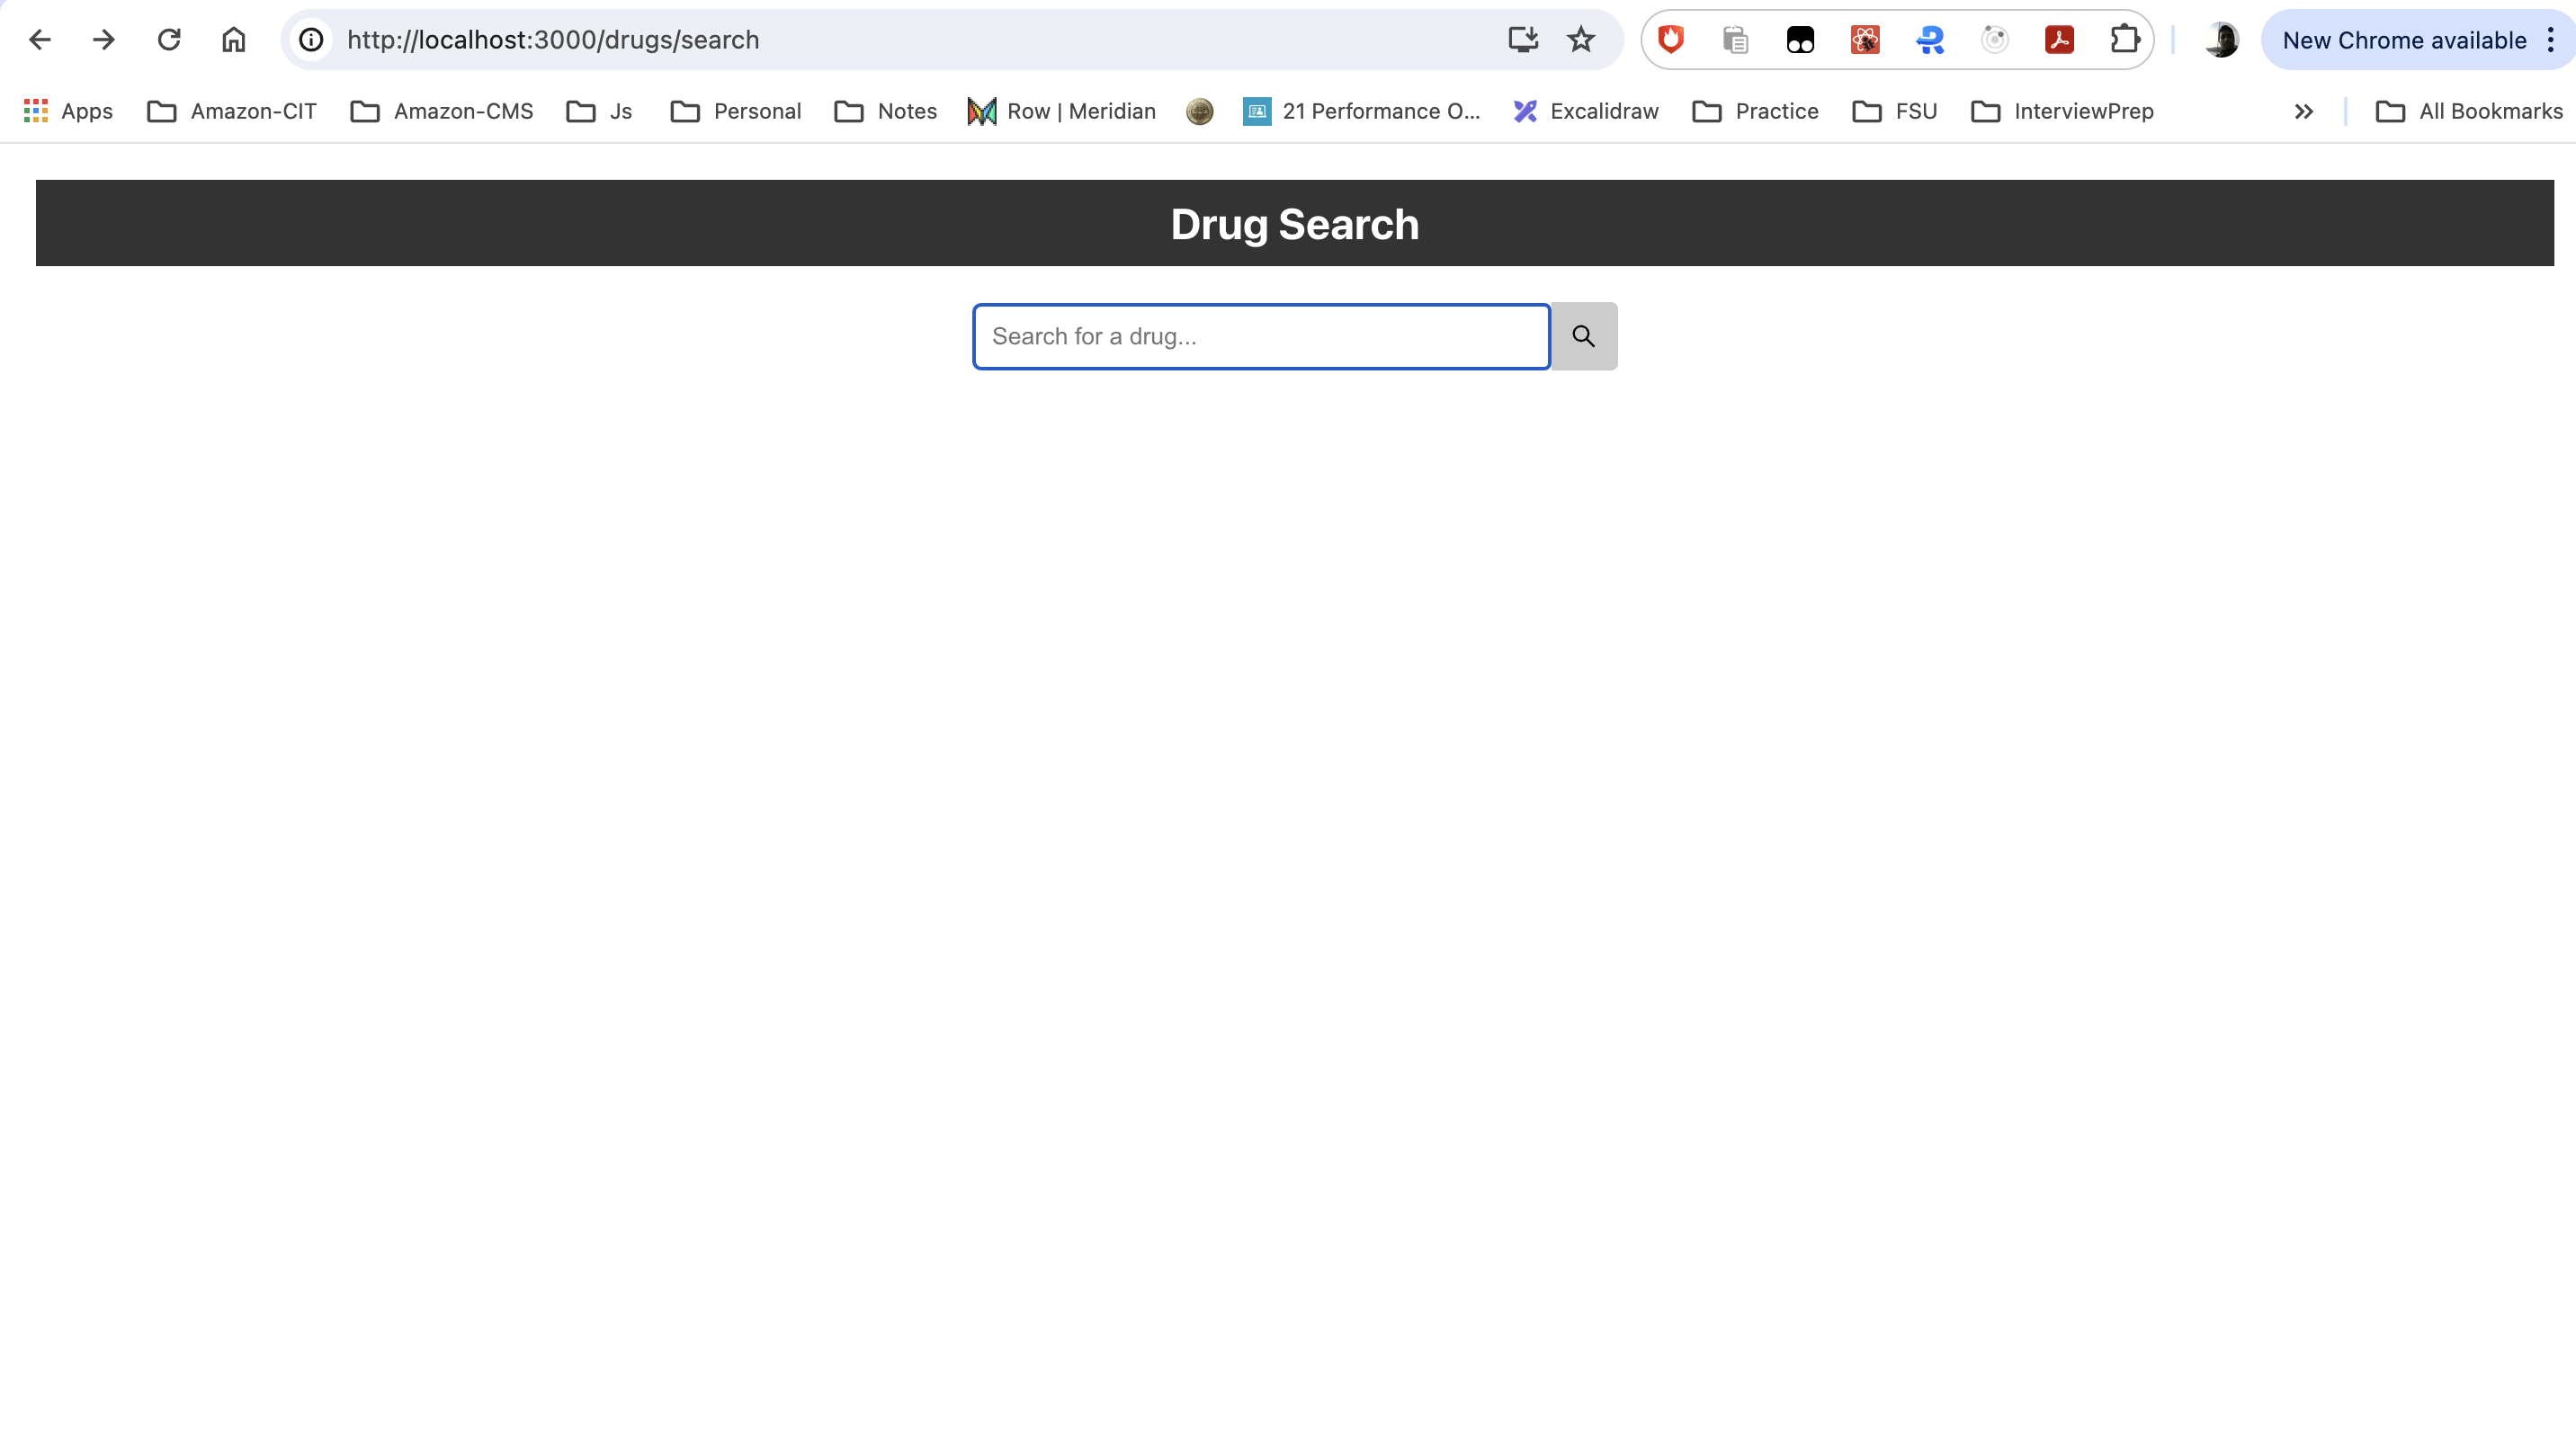 http://localhost:3000/drugs/search
New Chrome available
Apps Amazon-CIT Amazon-CMS Js Personal Notes Row | Meridian 21 Performance O... Excalidraw Practice FSU InterviewPrep All Bookmarks
Drug Search
Search for a drug...